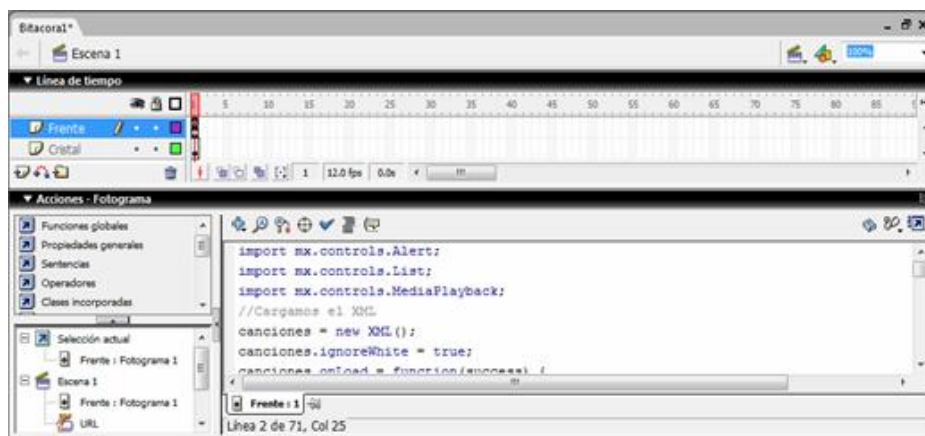 Bitacora1*
Escena 1
100%
Línea de tiempo
5 10 15 20 25 30 35 40 45 50 55 60 65 70 75 80 85
Frente
Cristal
1 12.0 fps 0.0s
Acciones - Fotograma
Funciones globales
Propiedades generales
Sentencias
Operadores
Clases incorporadas
Selección actual
Frente : Fotograma 1
Escena 1
Frente : Fotograma 1
URL
import mx.controls.Alert;
import mx.controls.List;
import mx.controls.MediaPlayback;
//Cargamos el XML
canciones = new XML();
canciones.ignoreWhite = true;
canciones.onLoad = function(success) {
Frente : 1
Línea 2 de 71, Col 25